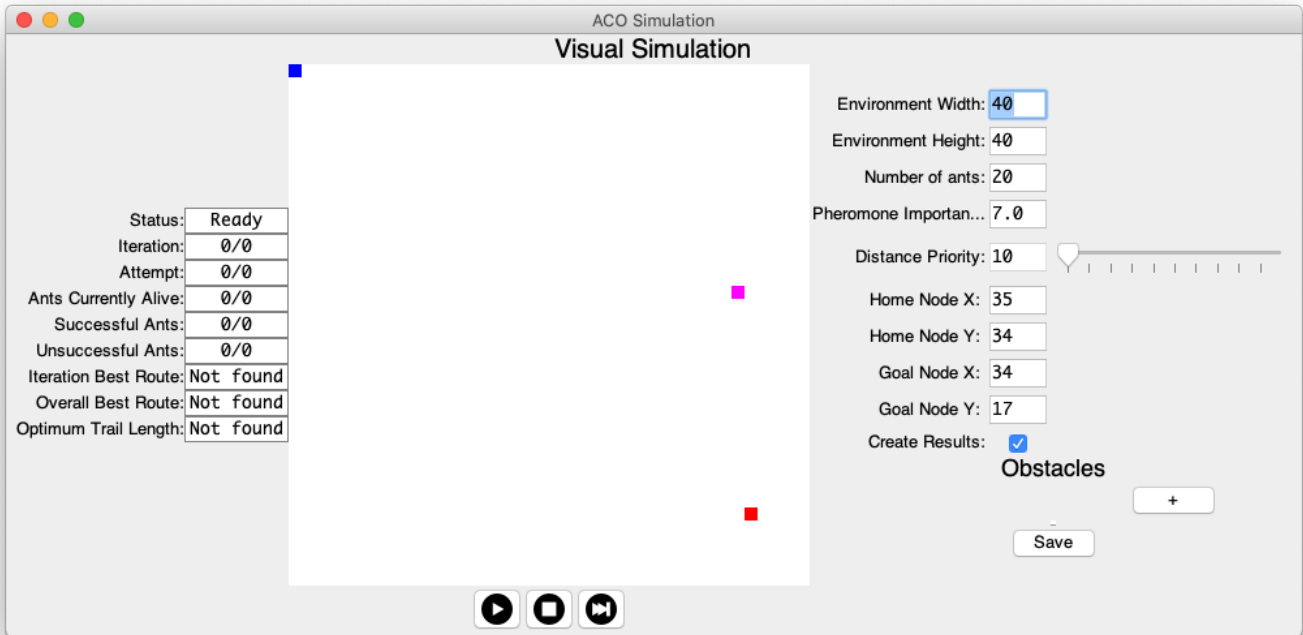 ACO Simulation
Visual Simulation
Status: Ready
Iteration: 0/0
Attempt: 0/0
Ants Currently Alive: 0/0
Successful Ants: 0/0
Unsuccessful Ants: 0/0
Iteration Best Route: Not found
Overall Best Route: Not found
Optimum Trail Length: Not found
Environment Width: 40
Environment Height: 40
Number of ants: 20
Pheromone Importan... 7.0
Distance Priority: 10
Home Node X: 35
Home Node Y: 34
Goal Node X: 34
Goal Node Y: 17
Create Results:
Obstacles
+
Save